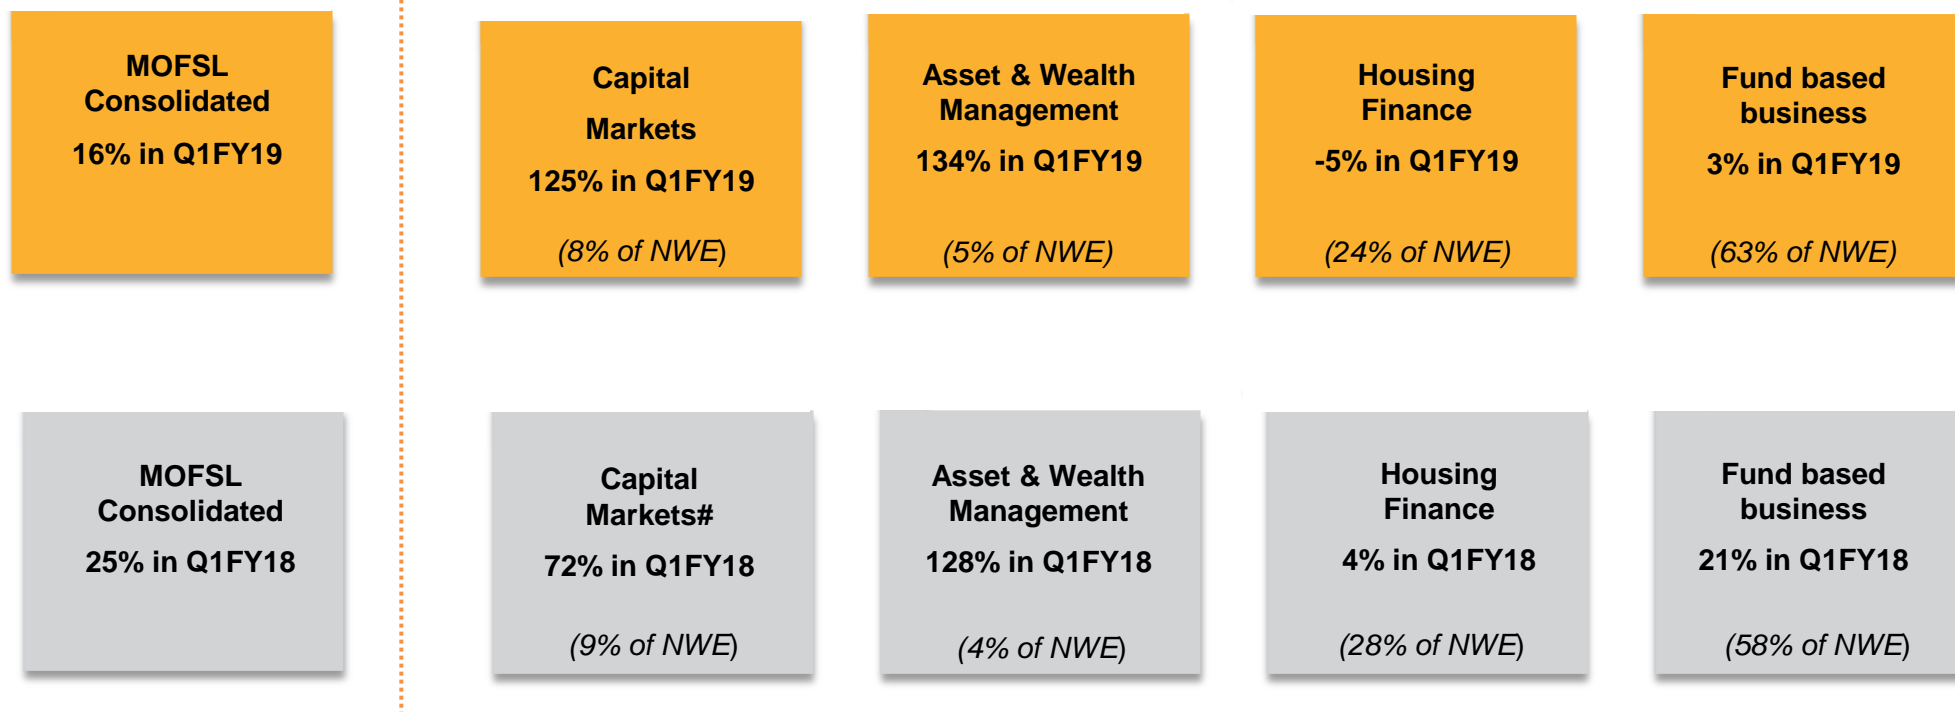 MOFSL
Consolidated
16% in Q1FY19
Capital
Markets
125% in Q1FY19
(8% of NWE)
Asset & Wealth
Management
134% in Q1FY19
(5% of NWE)
Housing
Finance
-5% in Q1FY19
(24% of NWE)
Fund based
business
3% in Q1FY19
(63% of NWE)
MOFSL
Consolidated
25% in Q1FY18
Capital
Markets#
72% in Q1FY18
(9% of NWE)
Asset & Wealth
Management
128% in Q1FY18
(4% of NWE)
Housing
Finance
4% in Q1FY18
(28% of NWE)
Fund based
business
21% in Q1FY18
(58% of NWE)